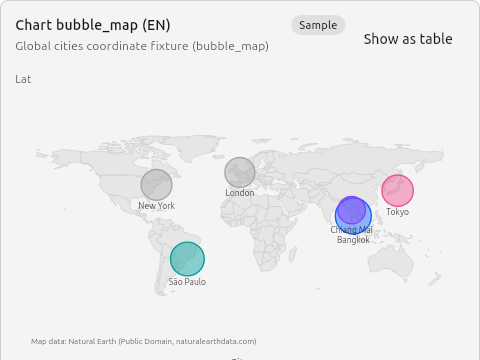 Chart bubble_map (EN)
Sample
Show as table
Global cities coordinate fixture (bubble_map)
Lat
New York
London
Tokyo
Chiang Mai
Bangkok
São Paulo
Map data: Natural Earth (Public Domain, naturalearthdata.com)